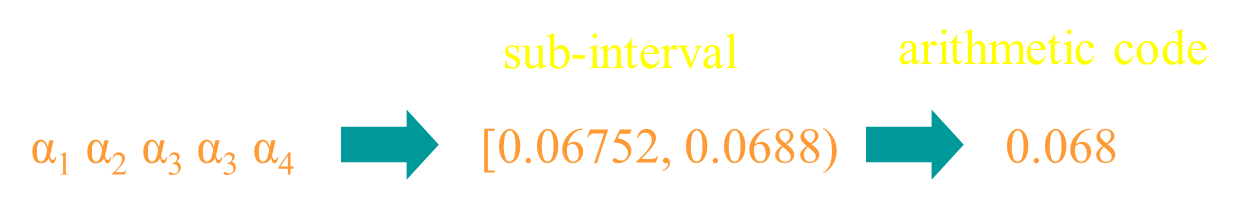 sub-interval arithmetic code
α₁ α₂ α₃ α₃ α₄ [0.06752, 0.0688) 0.068